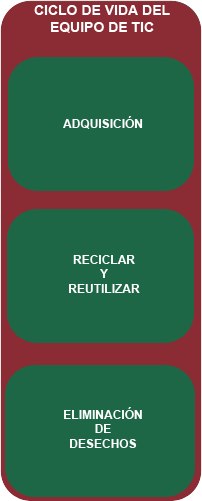 CICLO DE VIDA DEL
EQUIPO DE TIC
ADQUISICIÓN
RECICLAR
Y
REUTILIZAR
ELIMINACIÓN
DE
DESECHOS